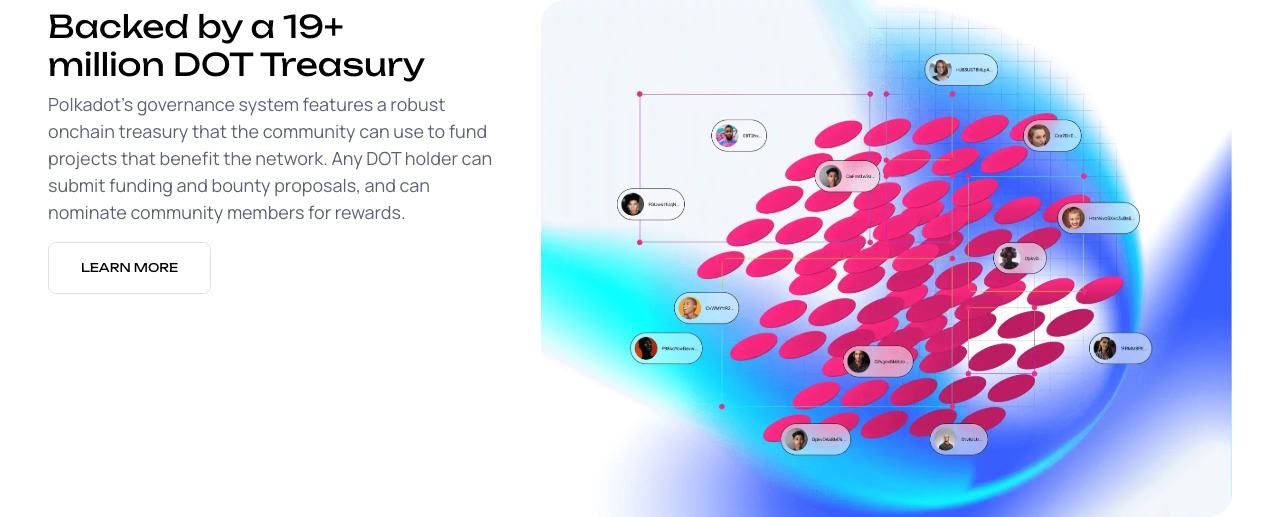 Backed by a 19+
million DOT Treasury
Polkadot's governance system features a robust
onchain treasury that the community can use to fund
projects that benefit the network. Any DOT holder can
submit funding and bounty proposals, and can
nominate community members for rewards.
LEARN MORE